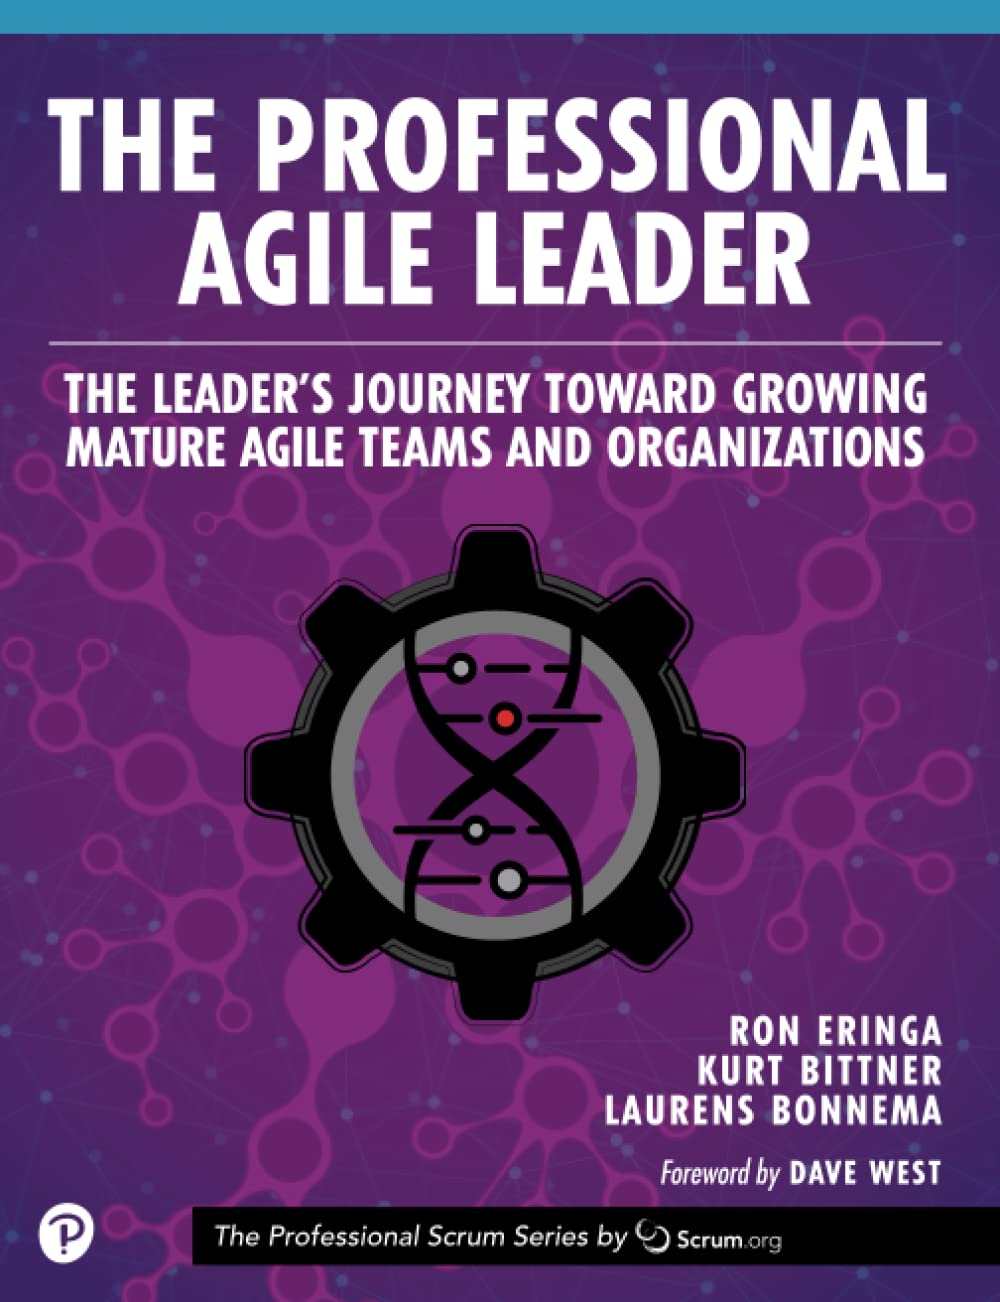 THE PROFESSIONAL
AGILE LEADER
THE LEADER'S JOURNEY TOWARD GROWING
MATURE AGILE TEAMS AND ORGANIZATIONS
RON ERINGA
KURT BITTNER
LAURENS BONNEMA
Foreword by DAVE WEST
P
The Professional Scrum Series by Scrum.org